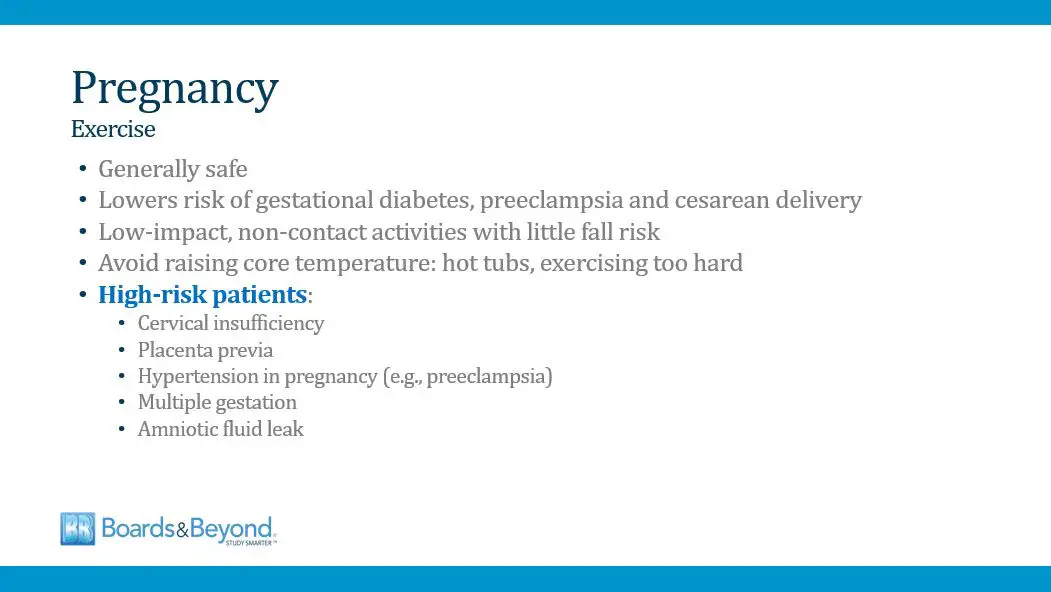 Pregnancy
Exercise
• Generally safe
• Lowers risk of gestational diabetes, preeclampsia and cesarean delivery
• Low-impact, non-contact activities with little fall risk
• Avoid raising core temperature: hot tubs, exercising too hard
• High-risk patients:
• Cervical insufficiency
• Placenta previa
• Hypertension in pregnancy (e.g., preeclampsia)
• Multiple gestation
• Amniotic fluid leak
BB Boards&Beyond.®
STUDY SMARTER™